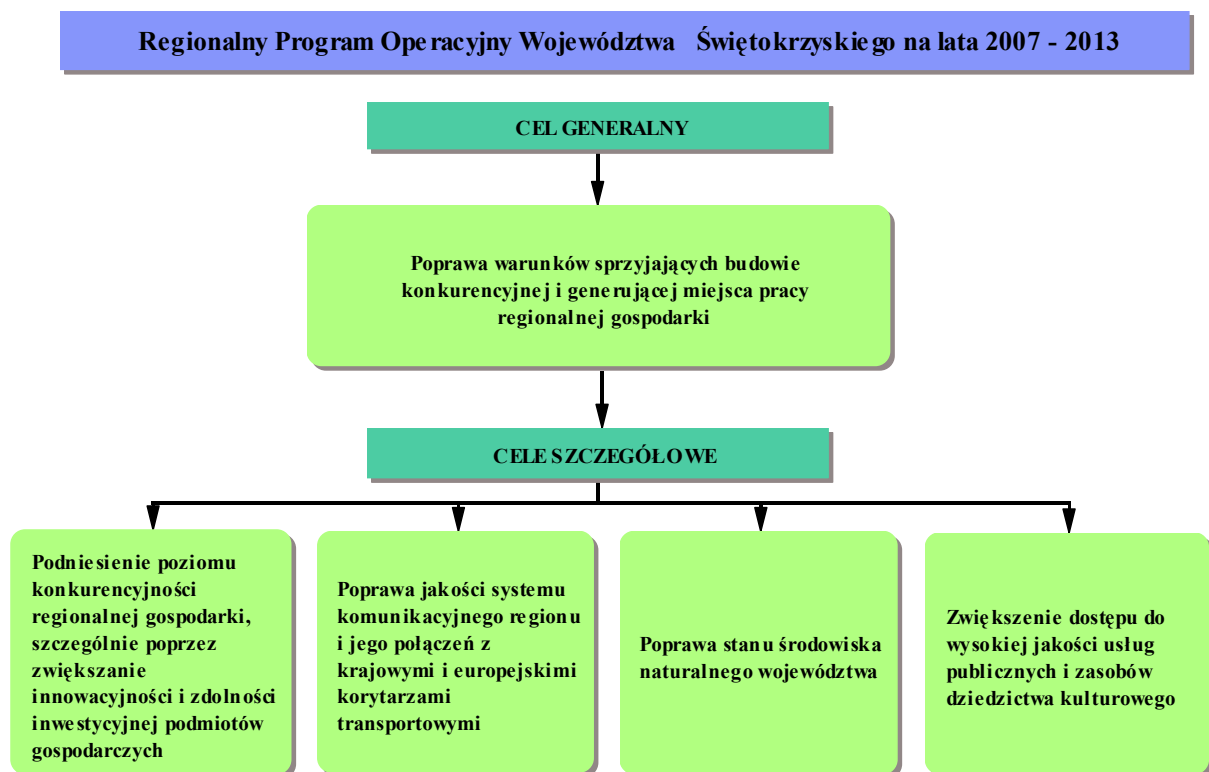 Regionalny Program Operacyjny Województwa Świętokrzyskiego na lata 2007 - 2013
CEL GENERALNY
Poprawa warunków sprzyjających budowie
konkurencyjnej i generującej miejsca pracy
regionalnej gospodarki
CELE SZCZEGÓŁOWE
Podniesienie poziomu
konkurencyjności
regionalnej gospodarki,
szczególnie poprzez
zwiększanie
innowacyjności i zdolności
inwestycyjnej podmiotów
gospodarczych
Poprawa jakości systemu
komunikacyjnego regionu
i jego połączeń z
krajowymi i europejskimi
korytarzami
transportowymi
Poprawa stanu środowiska
naturalnego województwa
Zwiększenie dostępu do
wysokiej jakości usług
publicznych i zasobów
dziedzictwa kulturowego